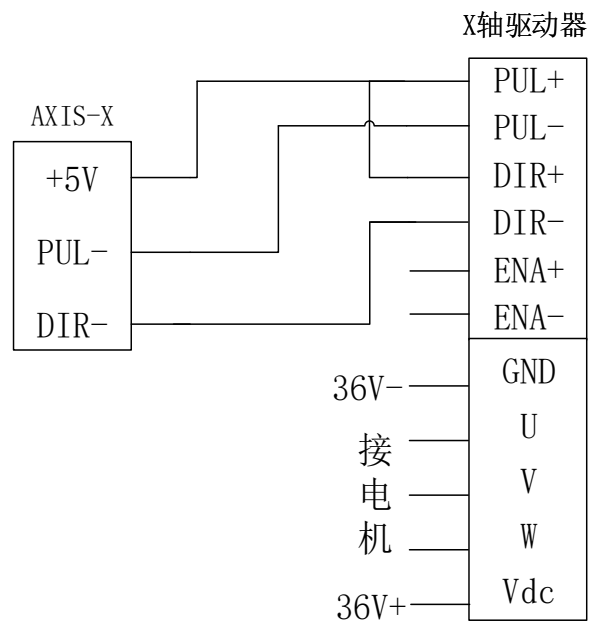 X轴驱动器
AXIS-X
+5V
PUL-
DIR-
PUL+
PUL-
DIR+
DIR-
ENA+
ENA-
36V-
GND
接电机
U
V
W
36V+
Vdc